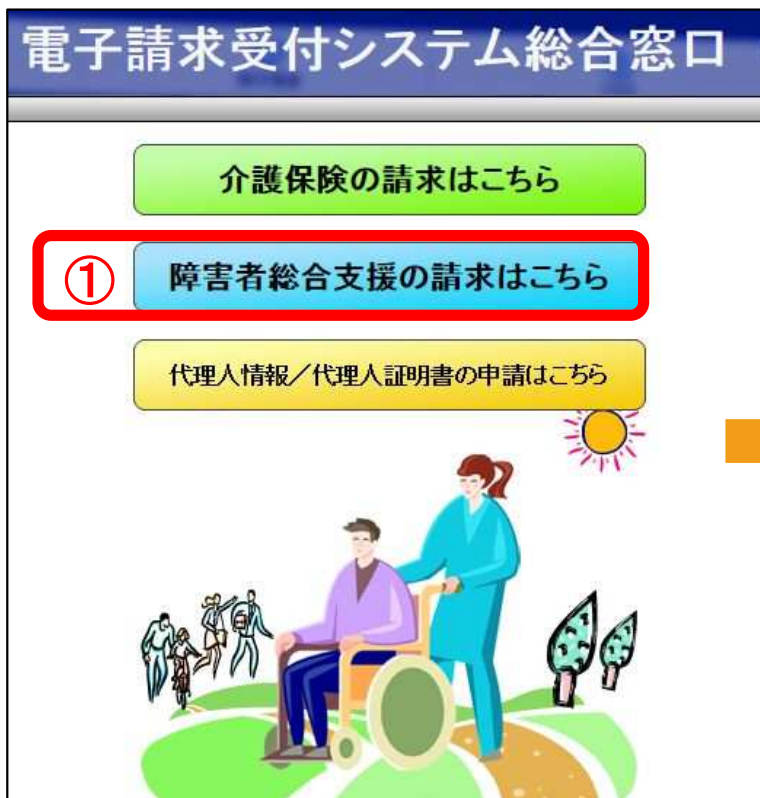 電子請求受付システム総合窓口
介護保険の請求はこちら
① 障害者総合支援の請求はこちら
代理人情報／代理人証明書の申請はこちら